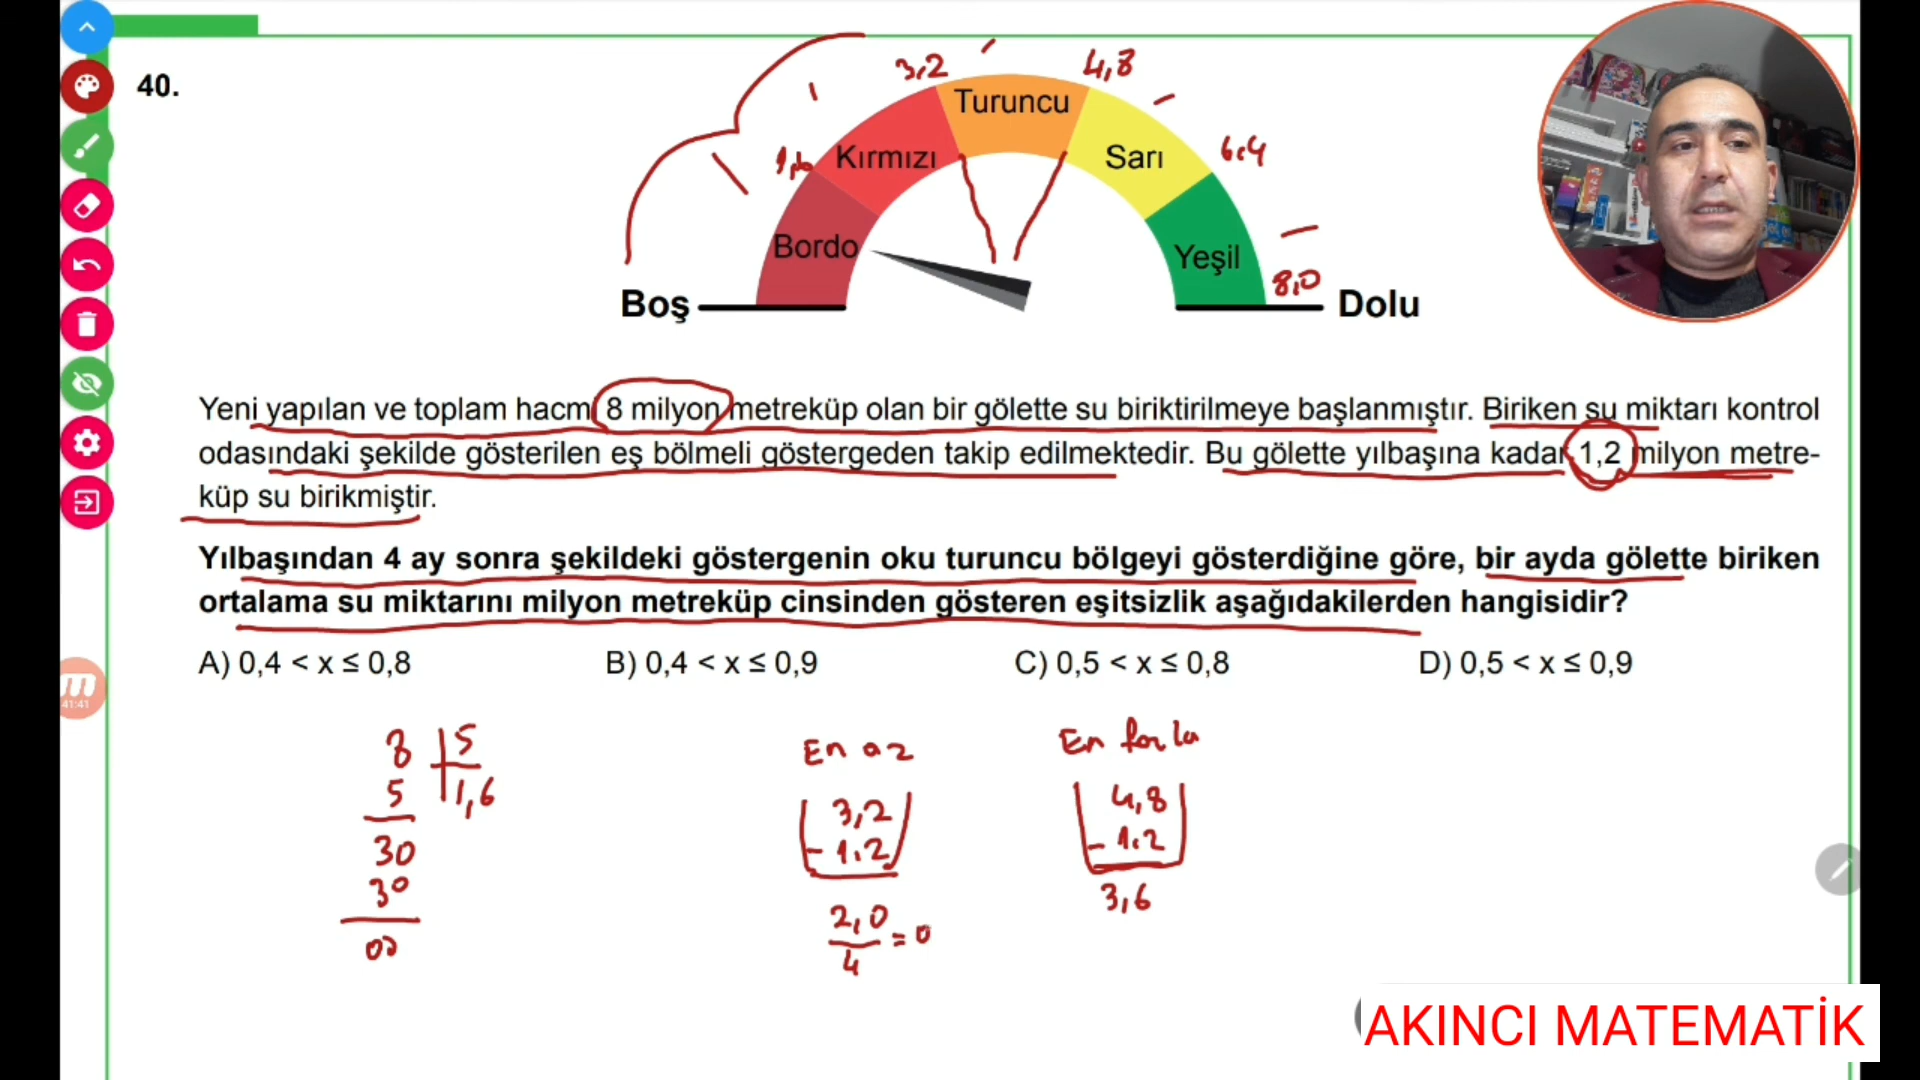 40.
3,2
4,8
Turuncu
1,6
Kırmızı
Sarı
6,4
Bordo
Yeşil
8,0
Boş
Dolu
Yeni yapılan ve toplam hacm 8 milyon metreküp olan bir gölette su biriktirilmeye başlanmıştır. Biriken su miktarı kontrol
odasındaki şekilde gösterilen eş bölmeli göstergeden takip edilmektedir. Bu gölette yılbaşına kadar 1,2 milyon metre-
küp su birikmiştir.
Yılbaşından 4 ay sonra şekildeki göstergenin oku turuncu bölgeyi gösterdiğine göre, bir ayda gölette biriken
ortalama su miktarını milyon metreküp cinsinden gösteren eşitsizlik aşağıdakilerden hangisidir?
A) 0,4 < x ≤ 0,8 B) 0,4 < x ≤ 0,9 C) 0,5 < x ≤ 0,8 D) 0,5 < x ≤ 0,9
m
41:41
8 5
5 1,6
30
30
00
En az
3,2
- 1,2
2,0
= 0
4
En fazla
4,8
- 1,2
3,6
AKINCI MATEMATİK